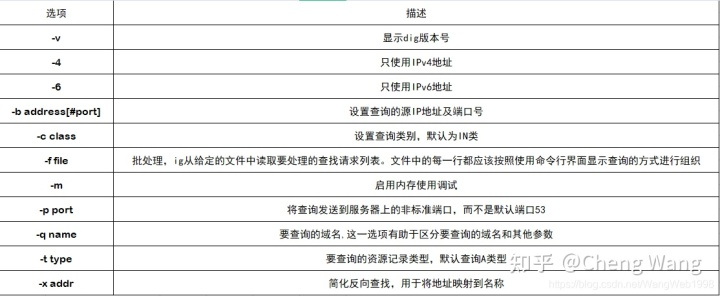 选项 描述
-v 显示dig版本号
-4 只使用IPv4地址
-6 只使用IPv6地址
-b address[#port] 设置查询的源IP地址及端口号
-c class 设置查询类别，默认为IN类
-f file 批处理，ig从给定的文件中读取要处理的查找请求列表。文件中的每一行都应该按照使用命令行界面显示查询的方式进行组织
-m 启用内存使用调试
-p port 将查询发送到服务器上的非标准端口，而不是默认端口53
-q name 要查询的域名.这一选项有助于区分要查询的域名和其他参数
-t type 要查询的资源记录类型，默认查询A类型
-x addr 简化反向查找，用于将地址映射到名称
知乎 @Cheng Wang
https://blog.csdn.net/WangWeb1998